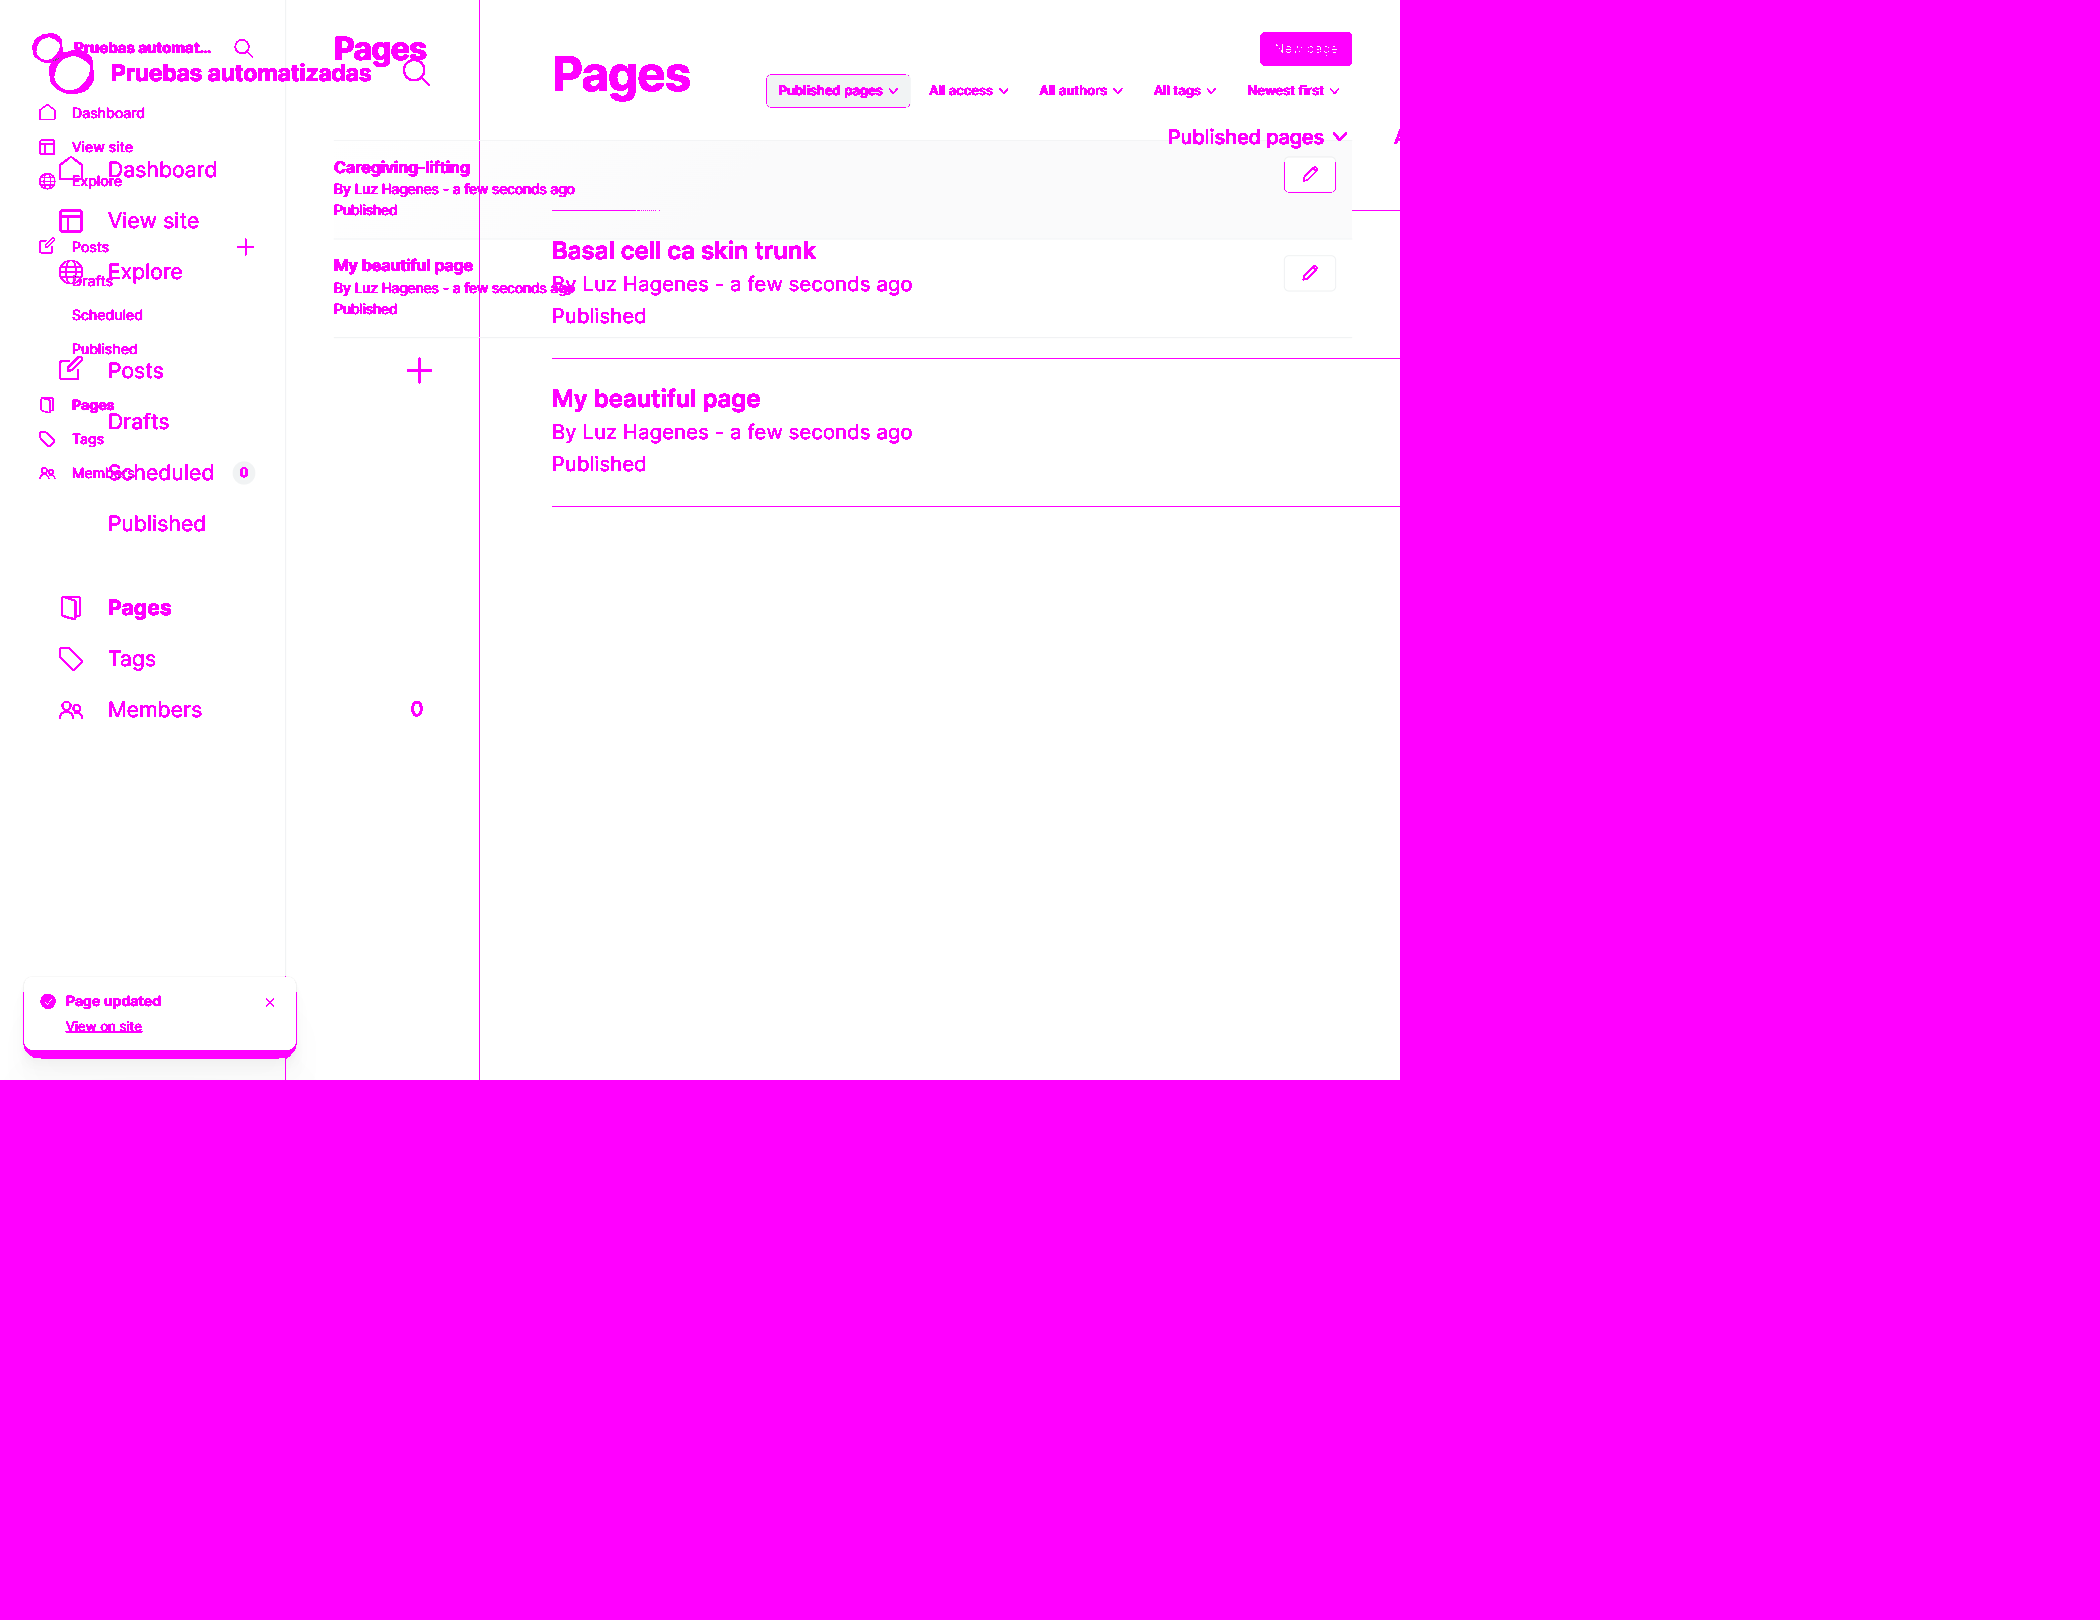 Pruebas automat...
Pruebas automatizadas
Dashboard
View site
Dashboard
Explore
View site
Posts
Explore
Drafts
Scheduled
Published
Posts
Pages
Drafts
Tags
Members
Scheduled 0
Published
Pages
Tags
Members 0
Page updated
View on site
Pages
Pages
New page
Published pages All access All authors All tags Newest first
Published pages
Caregiving-lifting
By Luz Hagenes - a few seconds ago
Published
My beautiful page
By Luz Hagenes - a few seconds ago
Published
Basal cell ca skin trunk
By Luz Hagenes - a few seconds ago
Published
My beautiful page
By Luz Hagenes - a few seconds ago
Published